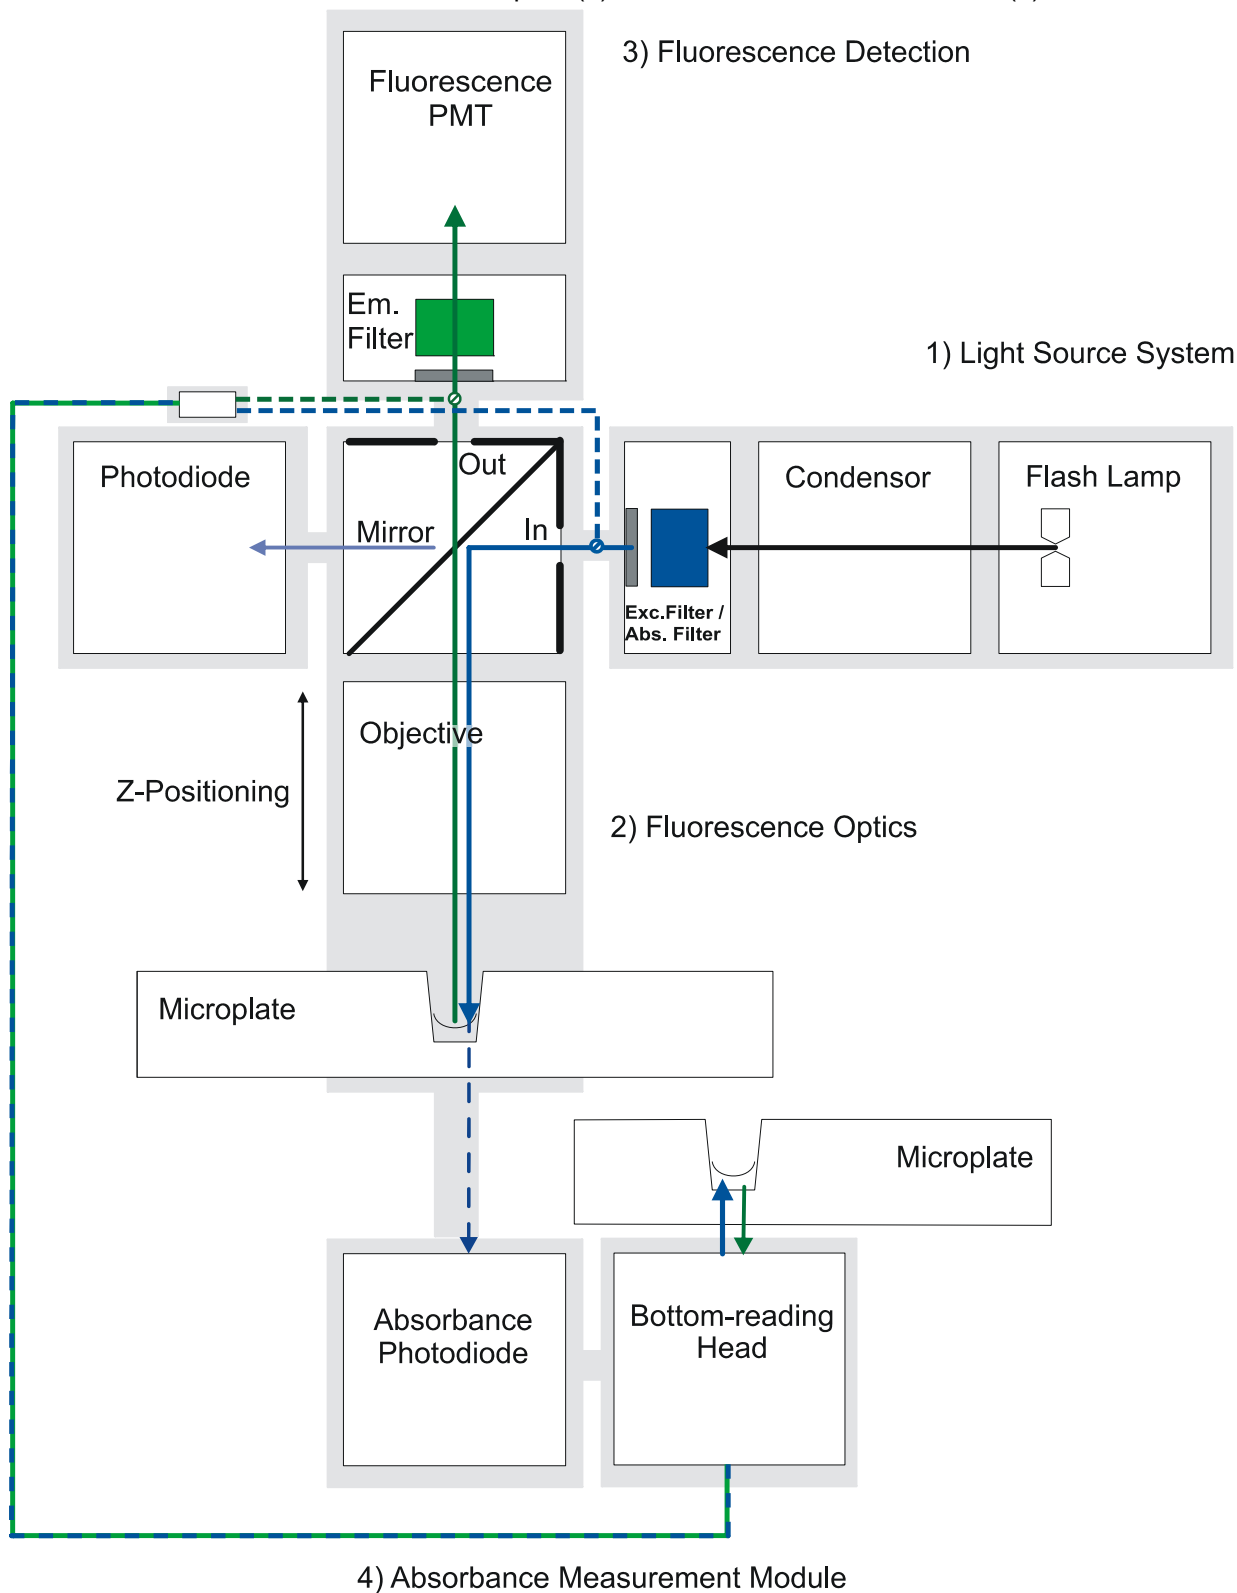 3) Fluorescence Detection
Fluorescence
PMT
Em.
Filter
1) Light Source System
Photodiode
Out
Mirror
In
Condensor
Flash Lamp
Exc.Filter /
Abs. Filter
Objective
Z-Positioning
2) Fluorescence Optics
Microplate
Microplate
Absorbance
Photodiode
Bottom-reading
Head
4) Absorbance Measurement Module